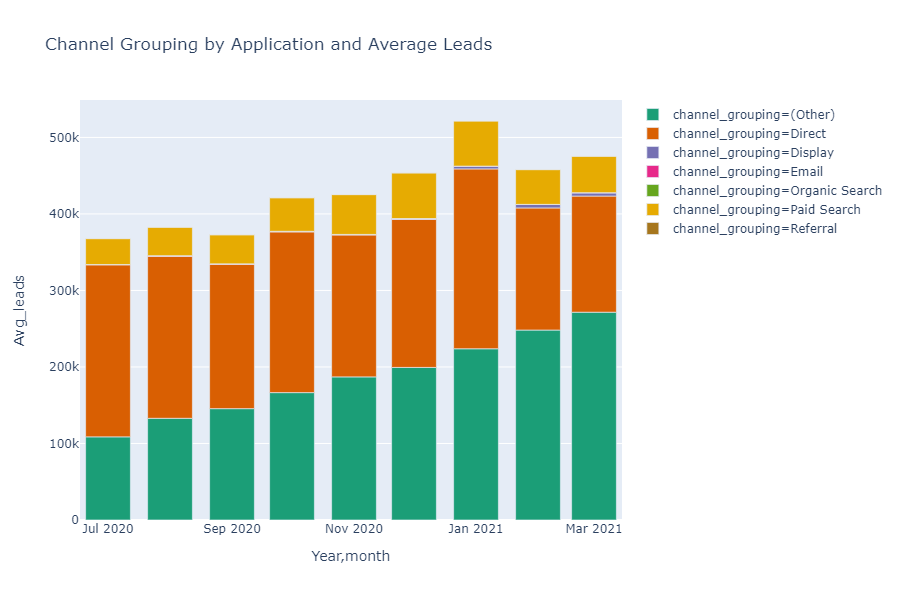 Channel Grouping by Application and Average Leads
channel_grouping=(Other)
channel_grouping=Direct
channel_grouping=Display
channel_grouping=Email
channel_grouping=Organic Search
channel_grouping=Paid Search
channel_grouping=Referral
500k
400k
300k
200k
100k
0
Avg_leads
Jul 2020 Sep 2020 Nov 2020 Jan 2021 Mar 2021
Year,month